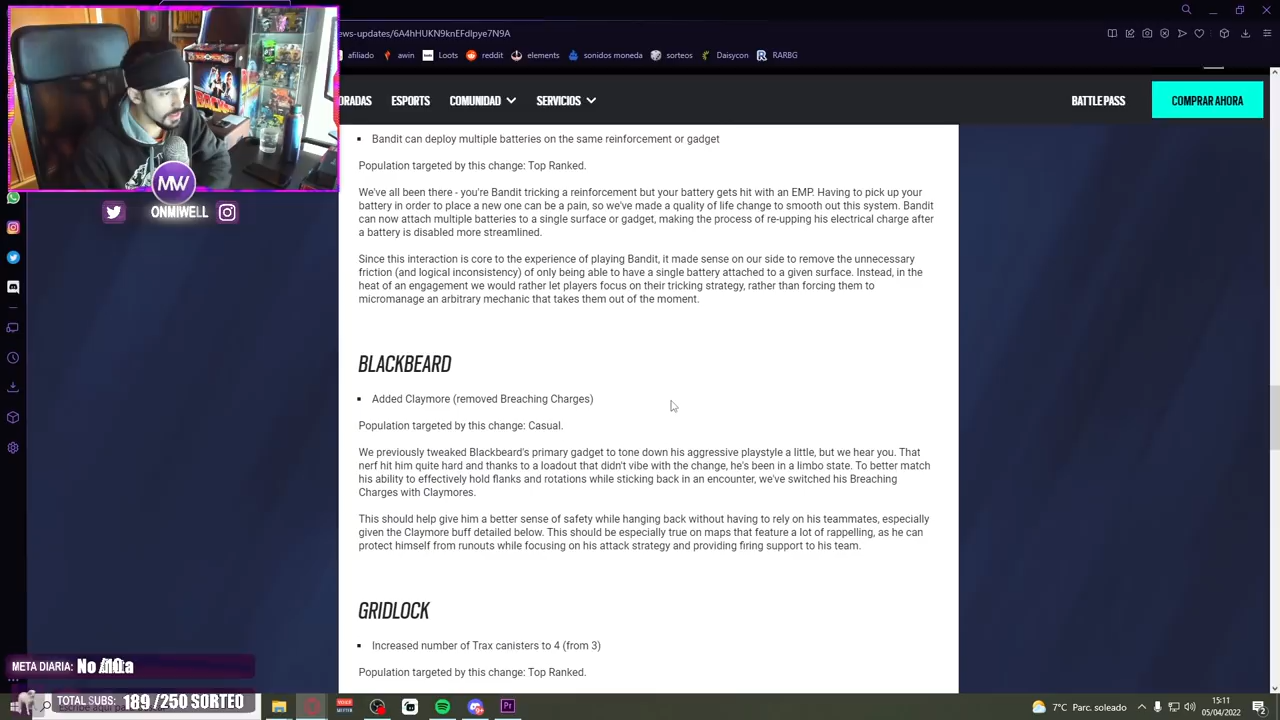 ews-updates/6A4hHUKN9knEFdlpye7N9A
afiliado awin Loots reddit elements sonidos moneda sorteos Daisycon RARBG
ORADAS ESPORTS COMUNIDAD SERVICIOS BATTLE PASS COMPRAR AHORA
Bandit can deploy multiple batteries on the same reinforcement or gadget
Population targeted by this change: Top Ranked.
We've all been there - you're Bandit tricking a reinforcement but your battery gets hit with an EMP. Having to pick up your
battery in order to place a new one can be a pain, so we've made a quality of life change to smooth out this system. Bandit
can now attach multiple batteries to a single surface or gadget, making the process of re-upping his electrical charge after
a battery is disabled more streamlined.
Since this interaction is core to the experience of playing Bandit, it made sense on our side to remove the unnecessary
friction (and logical inconsistency) of only being able to have a single battery attached to a given surface. Instead, in the
heat of an engagement we would rather let players focus on their tricking strategy, rather than forcing them to
micromanage an arbitrary mechanic that takes them out of the moment.
BLACKBEARD
Added Claymore (removed Breaching Charges)
Population targeted by this change: Casual.
We previously tweaked Blackbeard's primary gadget to tone down his aggressive playstyle a little, but we hear you. That
nerf hit him quite hard and thanks to a loadout that didn't vibe with the change, he's been in a limbo state. To better match
his ability to effectively hold flanks and rotations while sticking back in an encounter, we've switched his Breaching
Charges with Claymores.
This should help give him a better sense of safety while hanging back without having to rely on his teammates, especially
given the Claymore buff detailed below. This should be especially true on maps that feature a lot of rappelling, as he can
protect himself from runouts while focusing on his attack strategy and providing firing support to his team.
GRIDLOCK
Increased number of Trax canisters to 4 (from 3)
Population targeted by this change: Top Ranked.
MW
ONMIWELL
META DIARIA: No
TOTAL SUBS: 189 /250 SORTEO
7°C Parc. soleado
15:11
05/04/2022